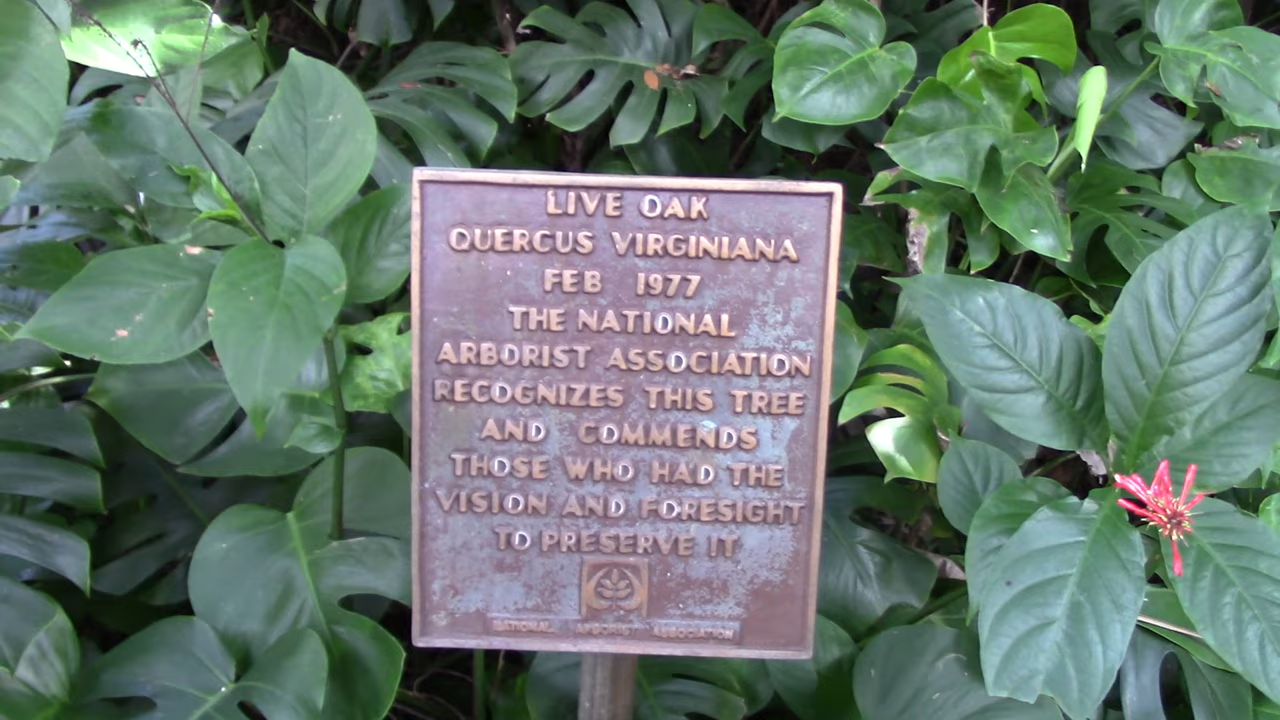 LIVE OAK
QUERCUS VIRGINIANA
FEB 1977
THE NATIONAL
ARBORIST ASSOCIATION
RECOGNIZES THIS TREE
AND COMMENDS
THOSE WHO HAD THE
VISION AND FORESIGHT
TO PRESERVE IT
NATIONAL ARBORIST ASSOCIATION